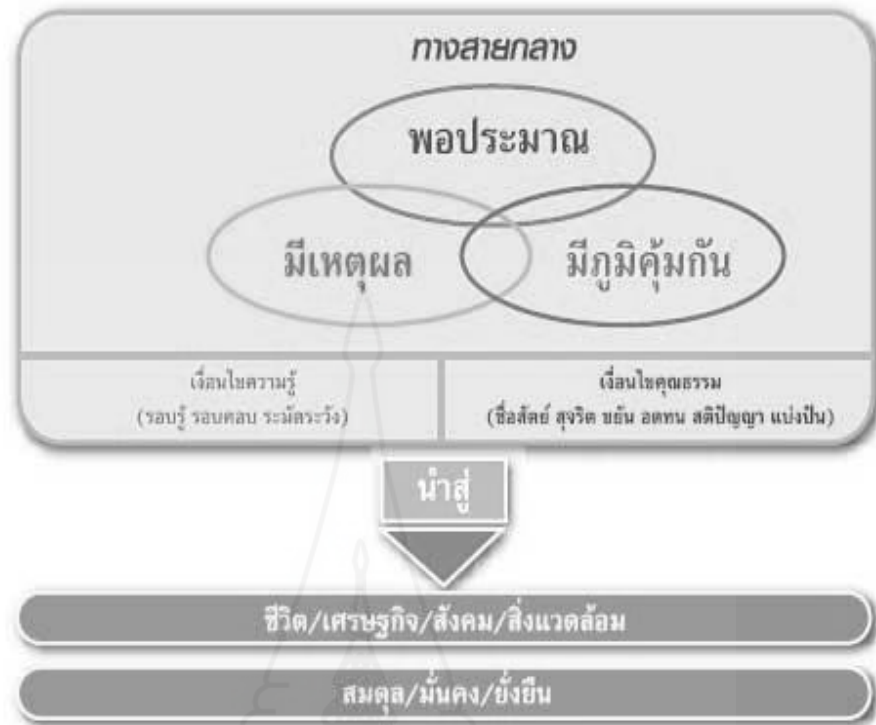 ทางสายกลาง
พอประมาณ
มีเหตุผล
มีภูมิคุ้มกัน
เงื่อนไขความรู้
(รอบรู้ รอบคอบ ระมัดระวัง)
เงื่อนไขคุณธรรม
(ซื่อสัตย์ สุจริต ขยัน อดทน สติปัญญา แบ่งปัน)
นำสู่
ชีวิต/เศรษฐกิจ/สังคม/สิ่งแวดล้อม
สมดุล/มั่นคง/ยั่งยืน